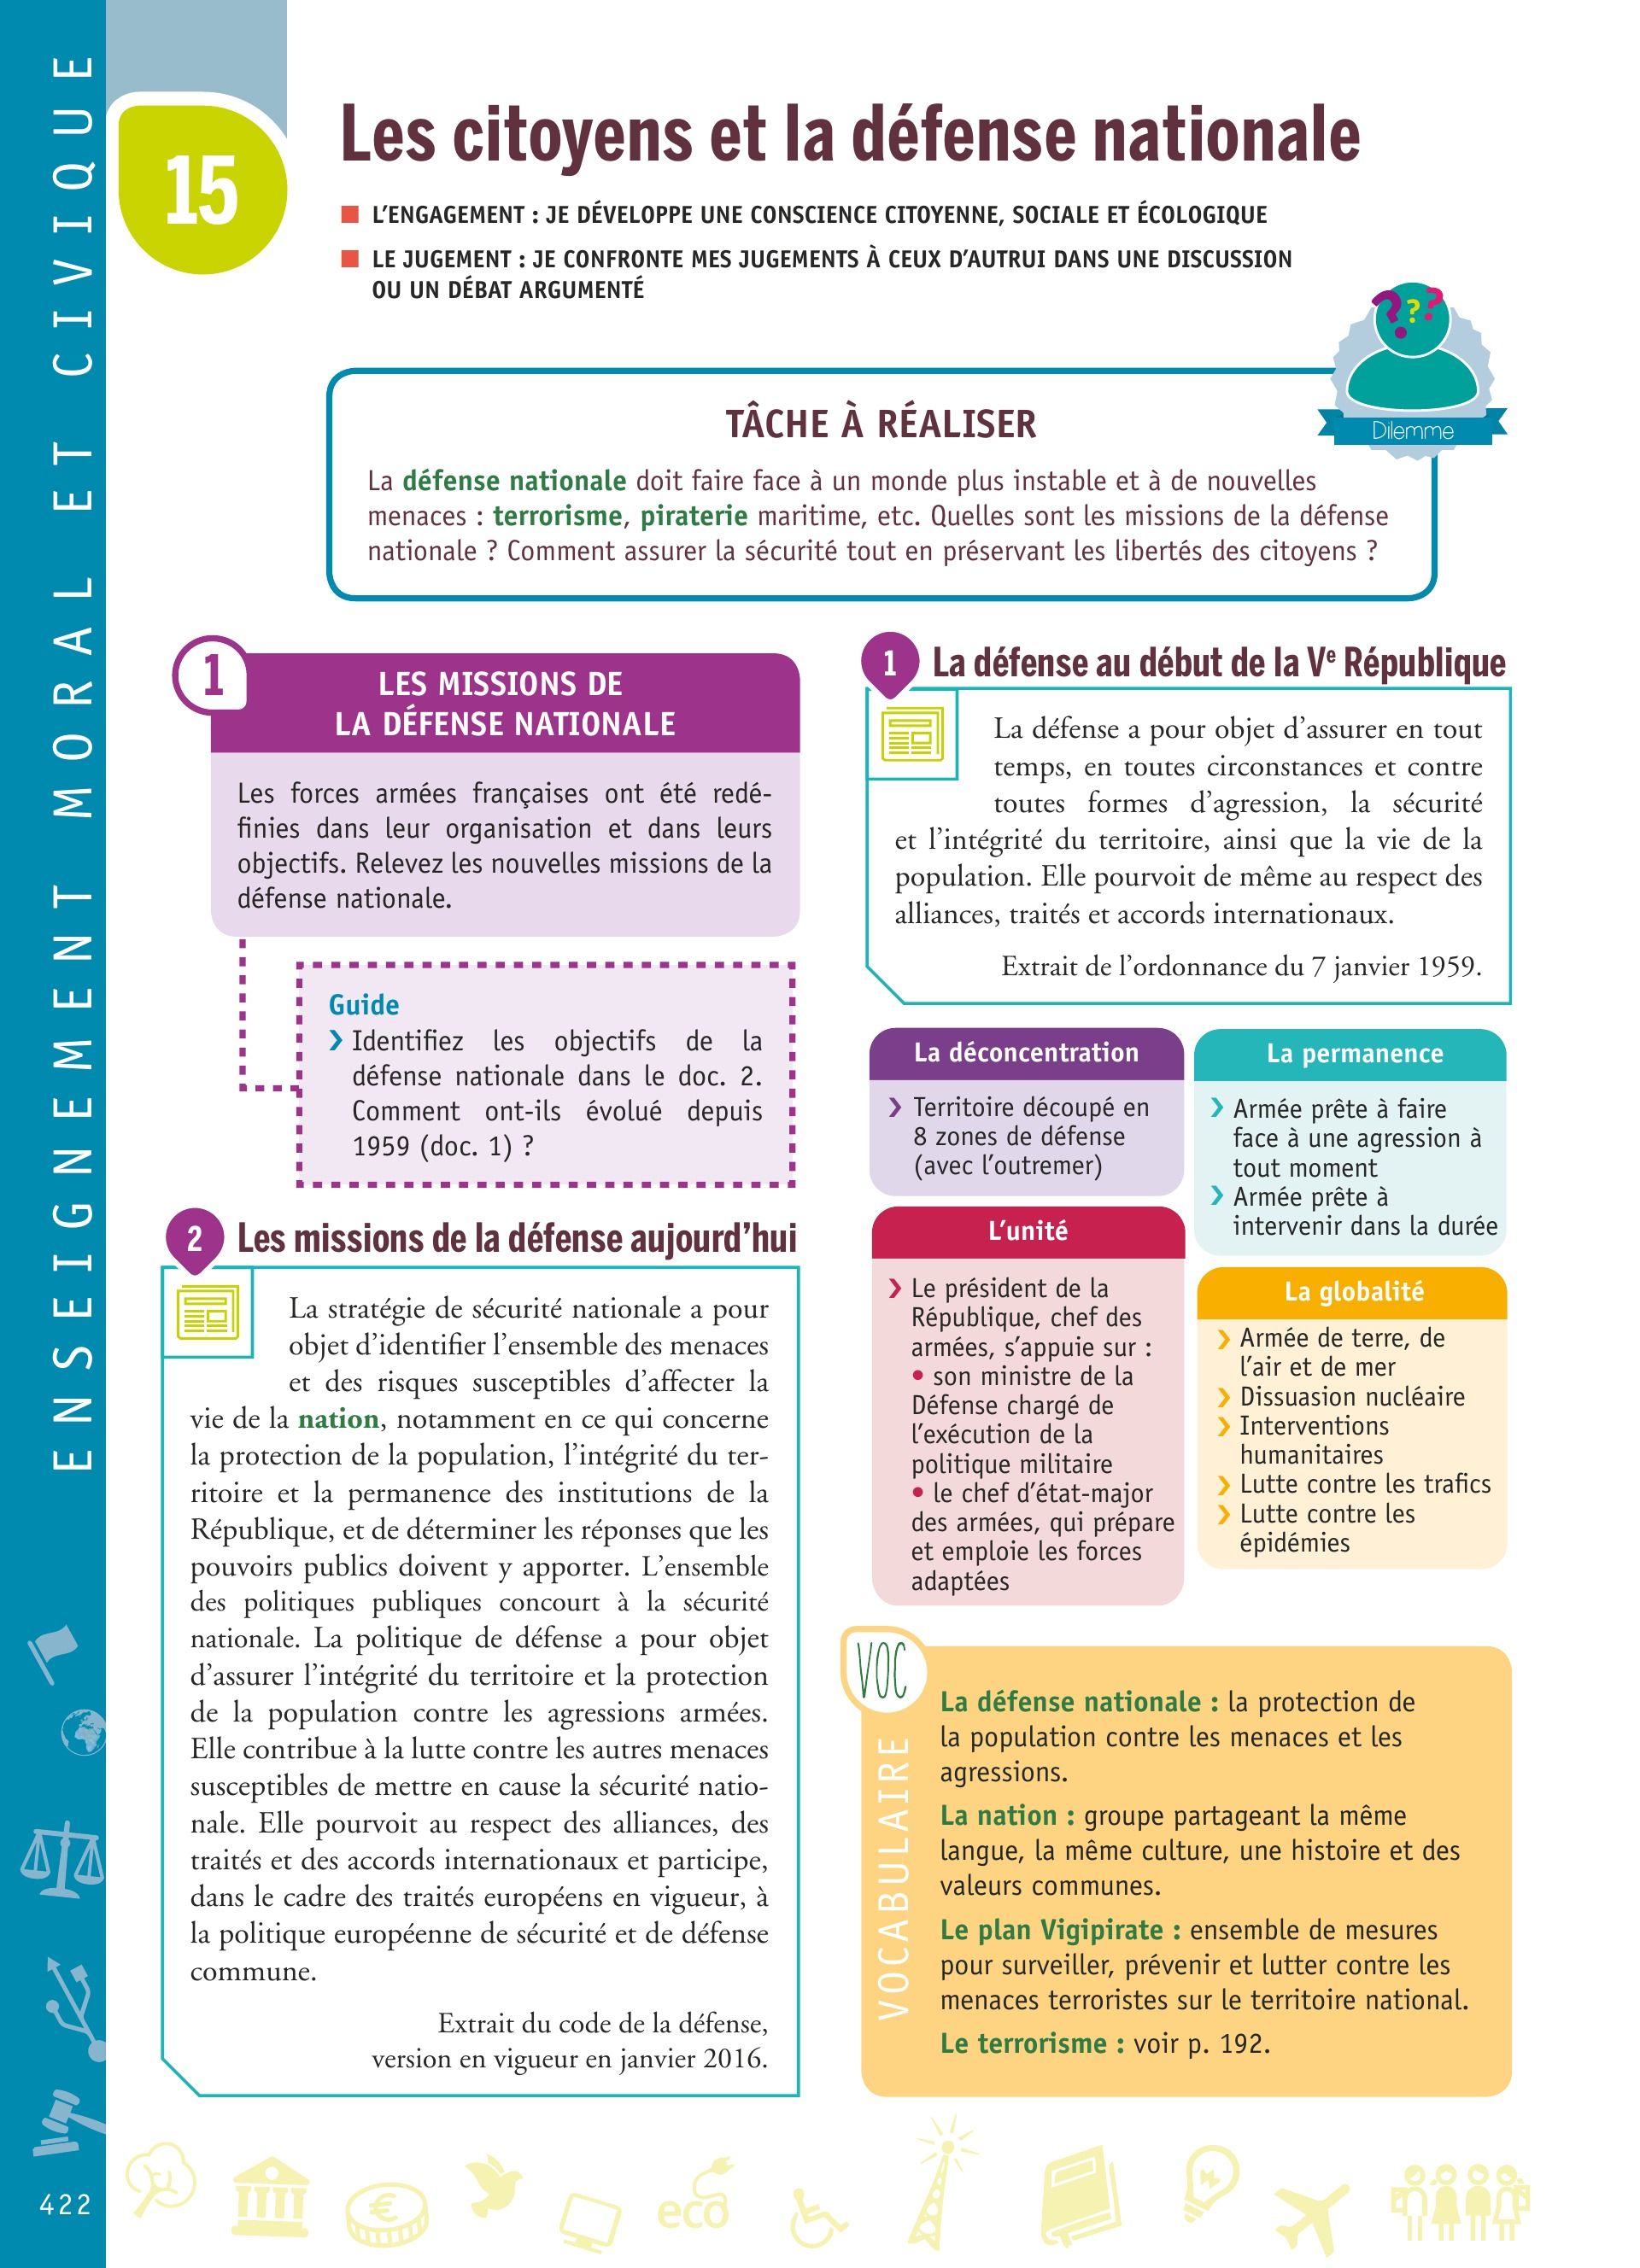 ENSEIGNEMENT MORAL ET CIVIQUE
15
Les citoyens et la défense nationale
L'ENGAGEMENT : JE DÉVELOPPE UNE CONSCIENCE CITOYENNE, SOCIALE ET ÉCOLOGIQUE
LE JUGEMENT : JE CONFRONTE MES JUGEMENTS À CEUX D'AUTRUI DANS UNE DISCUSSION
OU UN DÉBAT ARGUMENTÉ
???
Dilemme
TÂCHE À RÉALISER
La défense nationale doit faire face à un monde plus instable et à de nouvelles
menaces : terrorisme, piraterie maritime, etc. Quelles sont les missions de la défense
nationale ? Comment assurer la sécurité tout en préservant les libertés des citoyens ?
1
LES MISSIONS DE
LA DÉFENSE NATIONALE
Les forces armées françaises ont été redé-
finies dans leur organisation et dans leurs
objectifs. Relevez les nouvelles missions de la
défense nationale.
Guide
› Identifiez les objectifs de la
défense nationale dans le doc. 2.
Comment ont-ils évolué depuis
1959 (doc. 1) ?
2 Les missions de la défense aujourd'hui
La stratégie de sécurité nationale a pour
objet d'identifier l'ensemble des menaces
et des risques susceptibles d'affecter la
vie de la nation, notamment en ce qui concerne
la protection de la population, l'intégrité du ter-
ritoire et la permanence des institutions de la
République, et de déterminer les réponses que les
pouvoirs publics doivent y apporter. L'ensemble
des politiques publiques concourt à la sécurité
nationale. La politique de défense a pour objet
d'assurer l'intégrité du territoire et la protection
de la population contre les agressions armées.
Elle contribue à la lutte contre les autres menaces
susceptibles de mettre en cause la sécurité natio-
nale. Elle pourvoit au respect des alliances, des
traités et des accords internationaux et participe,
dans le cadre des traités européens en vigueur, à
la politique européenne de sécurité et de défense
commune.
Extrait du code de la défense,
version en vigueur en janvier 2016.
1 La défense au début de la Ve République
La défense a pour objet d'assurer en tout
temps, en toutes circonstances et contre
toutes formes d'agression, la sécurité
et l'intégrité du territoire, ainsi que la vie de la
population. Elle pourvoit de même au respect des
alliances, traités et accords internationaux.
Extrait de l'ordonnance du 7 janvier 1959.
La déconcentration
› Territoire découpé en
8 zones de défense
(avec l'outremer)
La permanence
› Armée prête à faire
face à une agression à
tout moment
› Armée prête à
intervenir dans la durée
L'unité
› Le président de la
République, chef des
armées, s'appuie sur :
• son ministre de la
Défense chargé de
l'exécution de la
politique militaire
• le chef d'état-major
des armées, qui prépare
et emploie les forces
adaptées
La globalité
› Armée de terre, de
l'air et de mer
› Dissuasion nucléaire
› Interventions
humanitaires
› Lutte contre les trafics
› Lutte contre les
épidémies
VOC
VOCABULAIRE
La défense nationale : la protection de
la population contre les menaces et les
agressions.
La nation : groupe partageant la même
langue, la même culture, une histoire et des
valeurs communes.
Le plan Vigipirate : ensemble de mesures
pour surveiller, prévenir et lutter contre les
menaces terroristes sur le territoire national.
Le terrorisme : voir p. 192.
€
eco
422